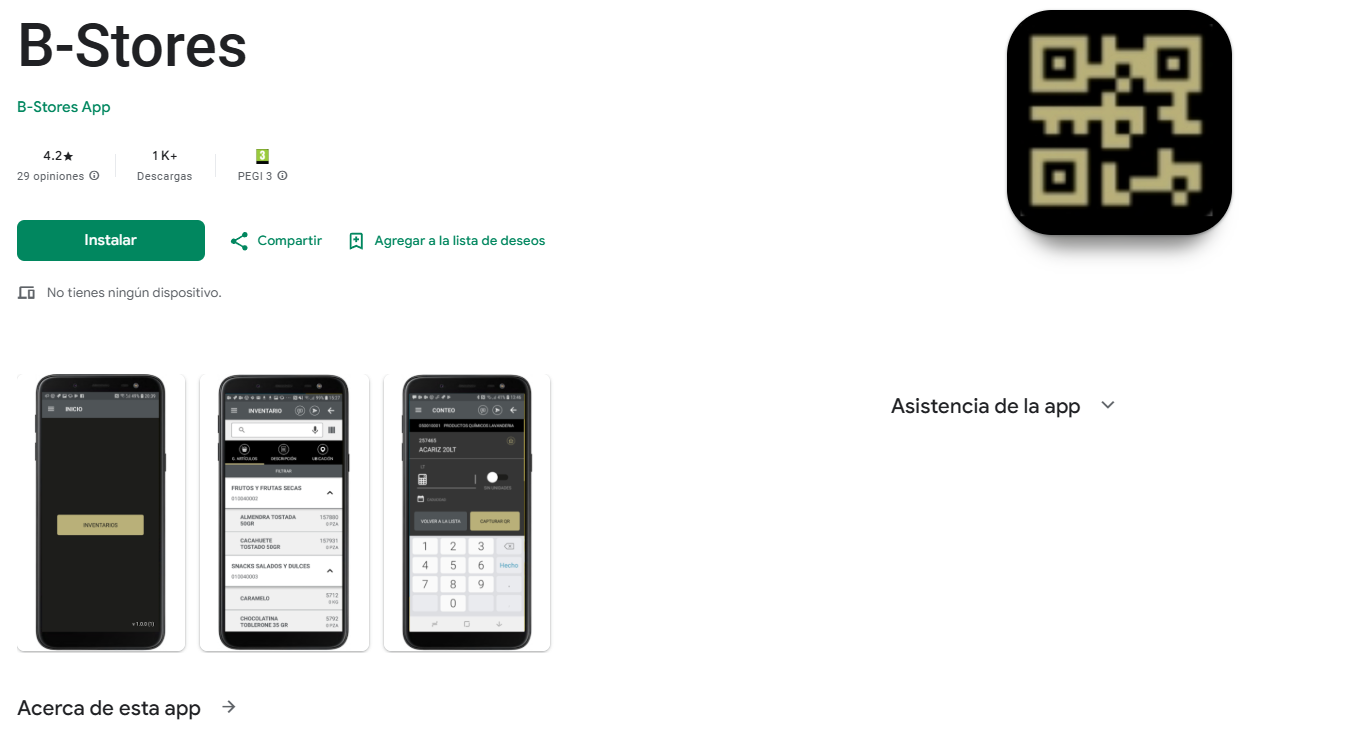 B-Stores
B-Stores App
4.2★
29 opiniones
1 K+
Descargas
3
PEGI 3
Instalar
Compartir
Agregar a la lista de deseos
No tienes ningún dispositivo.
INICIO
INVENTARIOS
v 1.0.0 (1)
INVENTARIO
G. ARTÍCULOS
DESCRIPCIÓN
UBICACIÓN
FILTRAR
FRUTOS Y FRUTAS SECAS
010040003
ALMENDRA TOSTADA 157880
50GR 0 PZA
CACAHUETE 157931
TOSTADO 50GR 0 PZA
SNACKS SALADOS Y DULCES
010040003
CARAMELO 5712
0 KG
CHOCOLATINA 5792
TOBLERONE 35 GR 0 PZA
CONTEO
PRODUCTOS QUÍMICOS LAVANDERIA
257465
ACARIZ 20LT
VOLVER A LA LISTA
CAPTURAR QR
1 2 3
4 5 6 Hecho
7 8 9
0
Asistencia de la app
Acerca de esta app